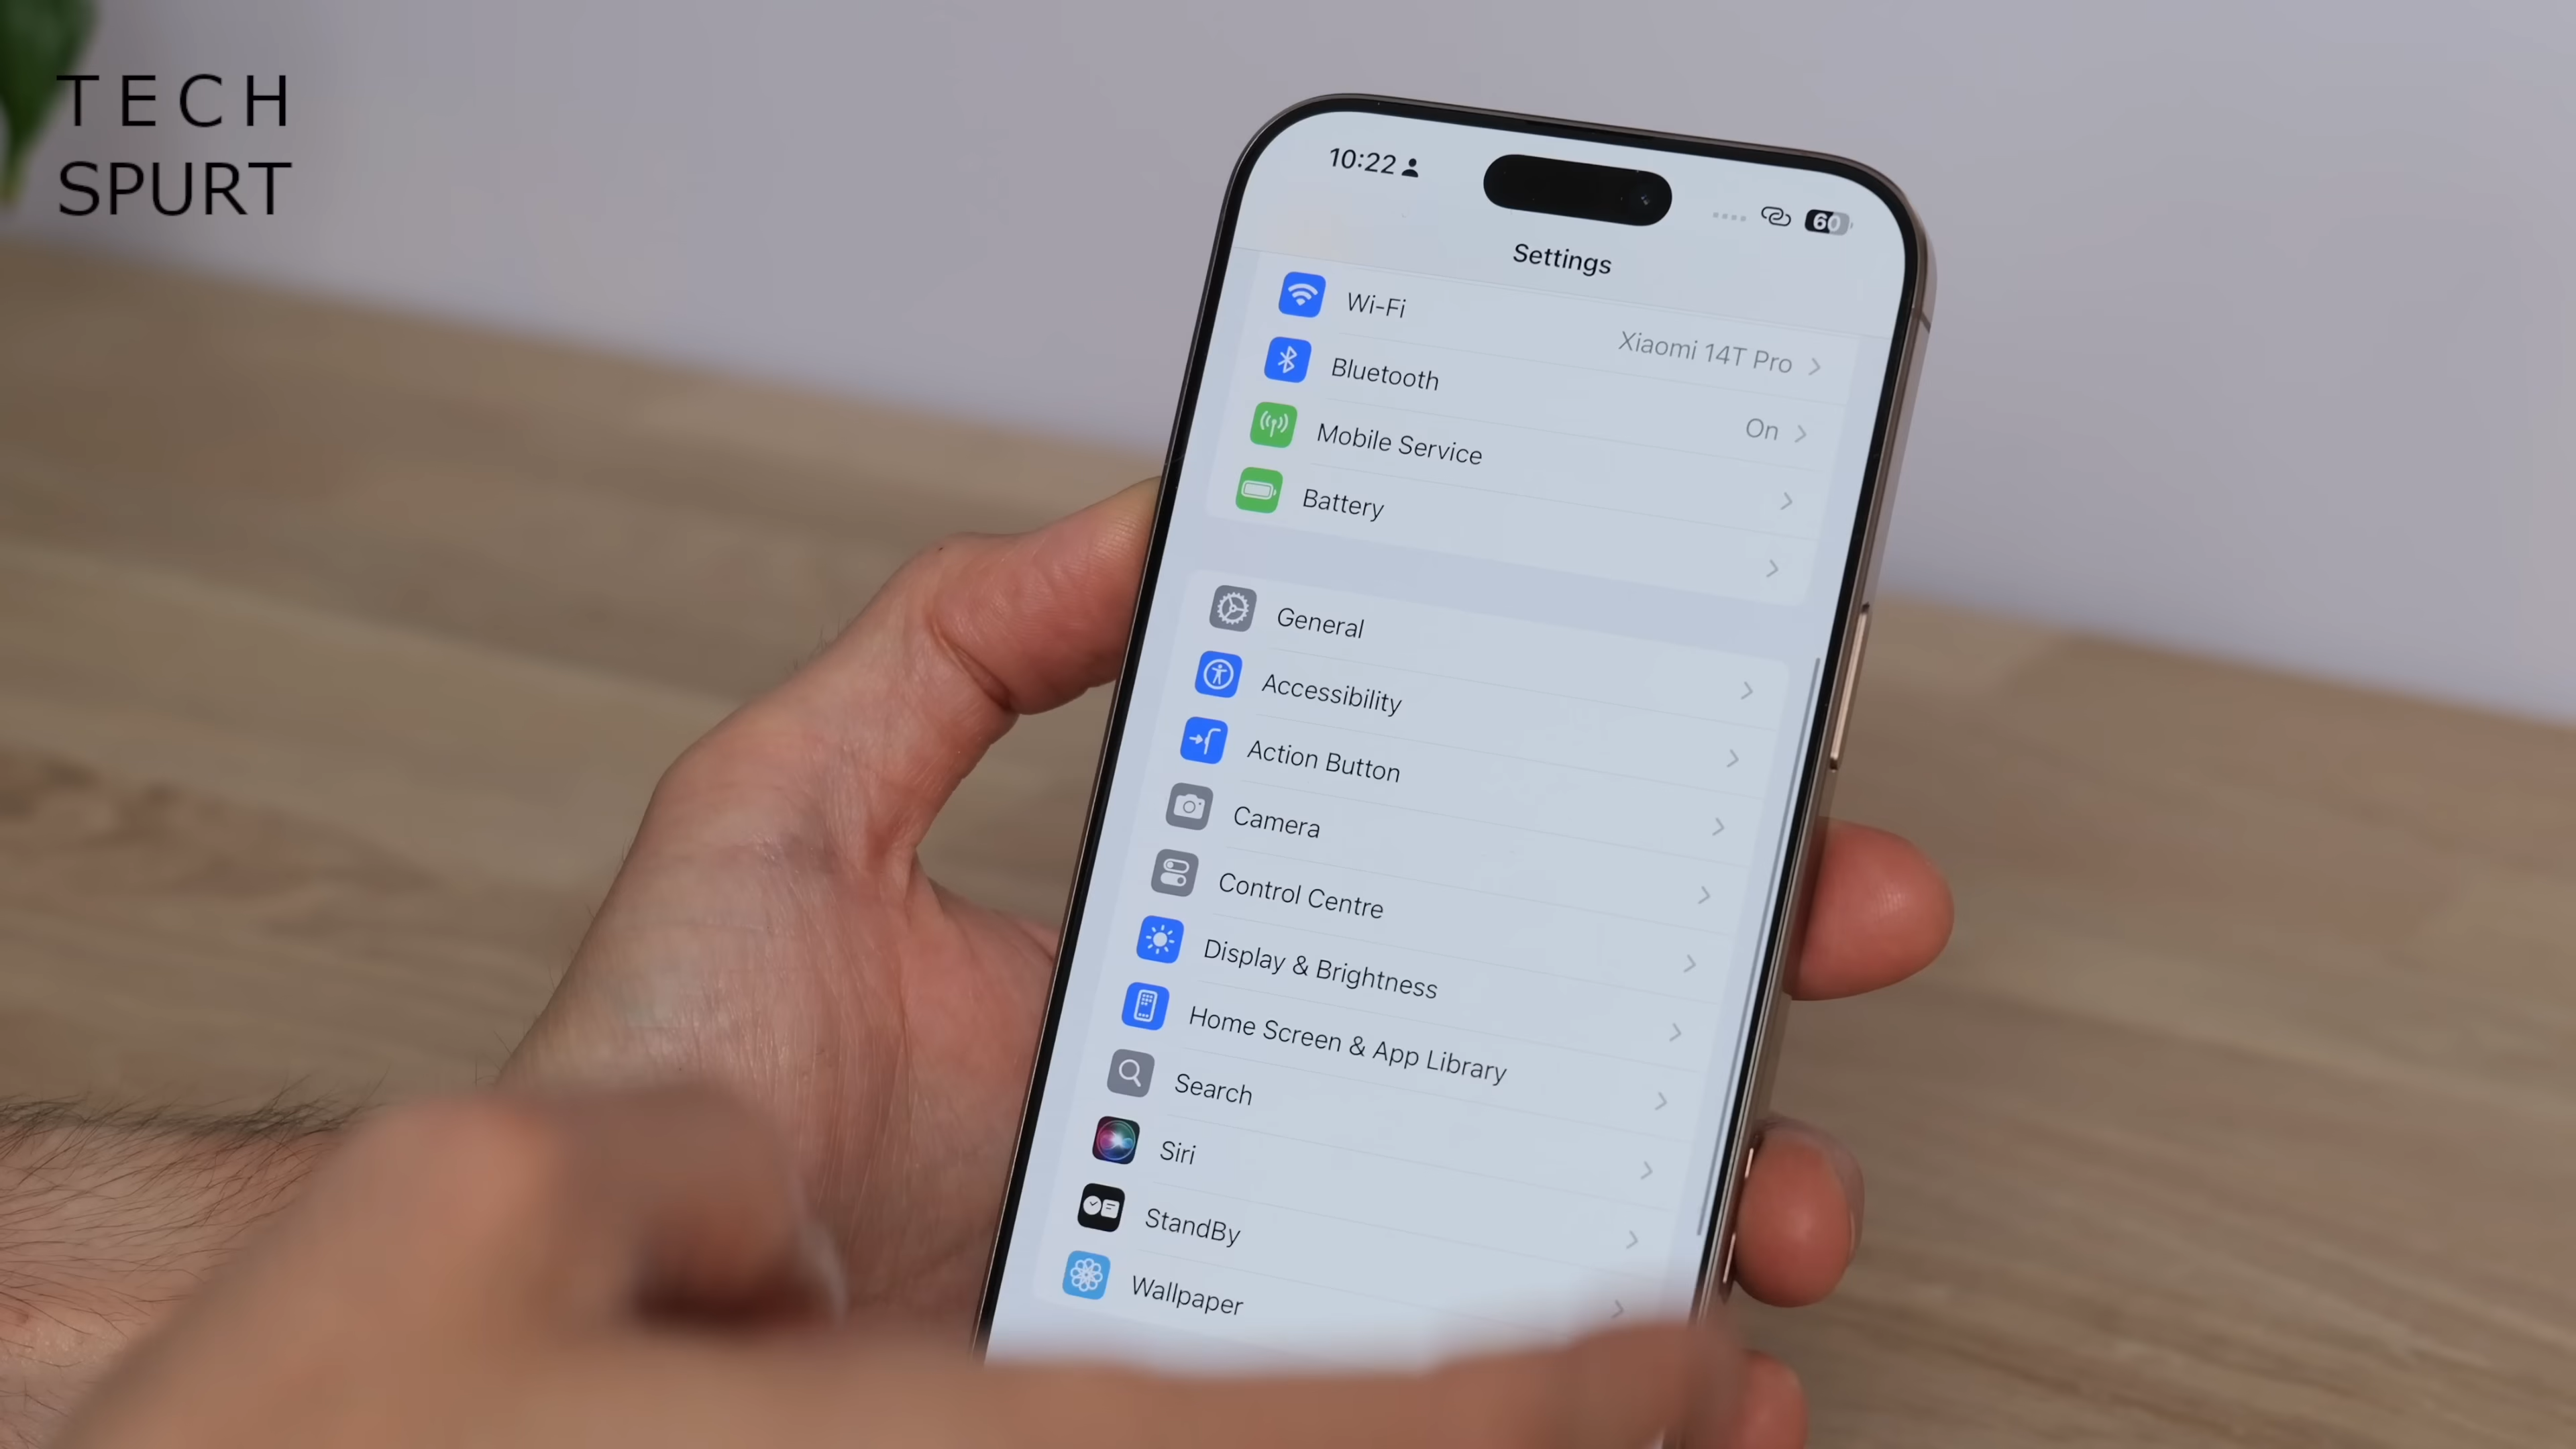 TECH
SPURT
10:22
60
Settings
Wi-Fi
Xiaomi 14T Pro
Bluetooth
On
Mobile Service
Battery
General
Accessibility
Action Button
Camera
Control Centre
Display & Brightness
Home Screen & App Library
Search
Siri
StandBy
Wallpaper